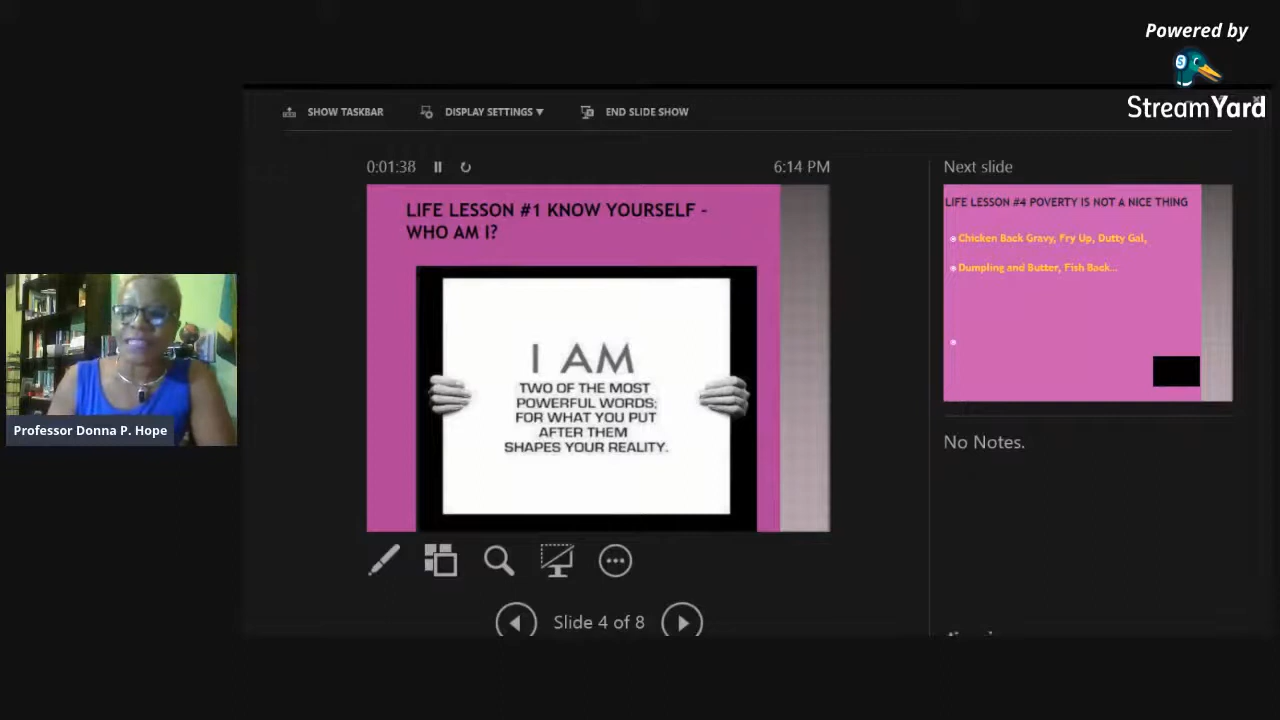 Powered by
StreamYard
SHOW TASKBAR
DISPLAY SETTINGS
END SLIDE SHOW
0:01:38
6:14 PM
Next slide
LIFE LESSON #1 KNOW YOURSELF -
WHO AM I?
I AM
TWO OF THE MOST
POWERFUL WORDS;
FOR WHAT YOU PUT
AFTER THEM
SHAPES YOUR REALITY.
LIFE LESSON #4 POVERTY IS NOT A NICE THING
Chicken Back Gravy, Fry Up, Dutty Gal,
Dumpling and Butter, Fish Back...
No Notes.
Professor Donna P. Hope
Slide 4 of 8